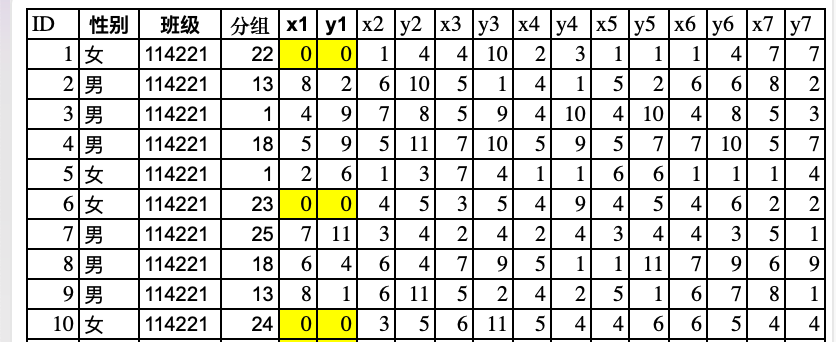 ID 性别 班级 分组 x1 y1 x2 y2 x3 y3 x4 y4 x5 y5 x6 y6 x7 y7
1 女 114221 22 0 0 1 4 4 10 2 3 1 1 1 4 7 7
2 男 114221 13 8 2 6 10 5 1 4 1 5 2 6 6 8 2
3 男 114221 1 4 9 7 8 5 9 4 10 4 10 4 8 5 3
4 男 114221 18 5 9 5 11 7 10 5 9 5 7 7 10 5 7
5 女 114221 1 2 6 1 3 7 4 1 1 6 6 1 1 1 4
6 女 114221 23 0 0 4 5 3 5 4 9 4 5 4 6 2 2
7 男 114221 25 7 11 3 4 2 4 2 4 3 4 4 3 5 1
8 男 114221 18 6 4 6 4 7 9 5 1 1 11 7 9 6 9
9 男 114221 13 8 1 6 11 5 2 4 2 5 1 6 7 8 1
10 女 114221 24 0 0 3 5 6 11 5 4 4 6 6 5 4 4